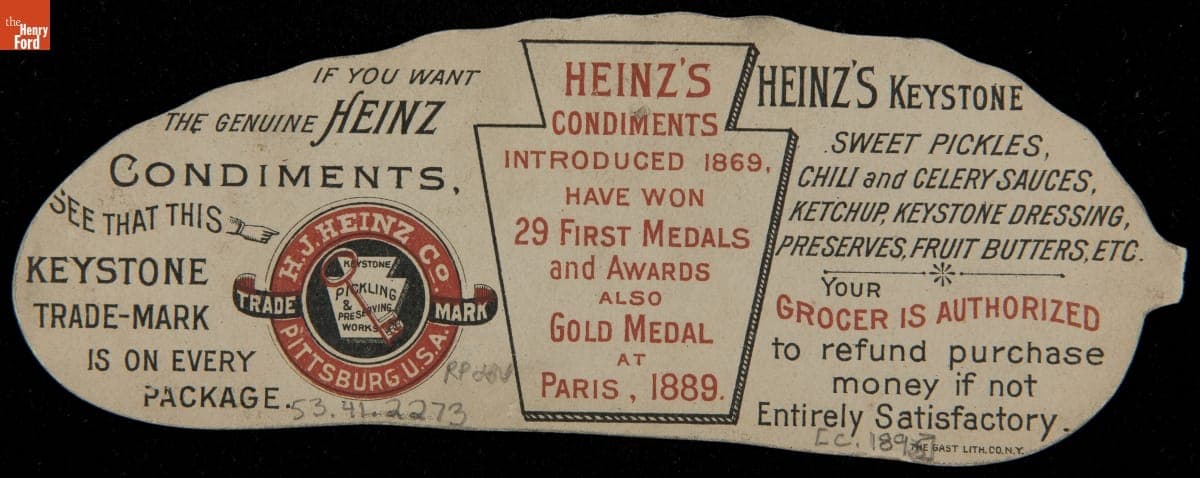 the
Henry
Ford
IF YOU WANT
THE GENUINE HEINZ
CONDIMENTS,
SEE THAT THIS
KEYSTONE
TRADE-MARK
IS ON EVERY
PACKAGE.
H.J. HEINZ CO.
KEYSTONE
PICKLING
&
PRESERVING
WORKS
TRADE MARK
PITTSBURG U.S.A.
53.41.2273
HEINZ'S
CONDIMENTS
INTRODUCED 1869,
HAVE WON
29 FIRST MEDALS
and AWARDS
ALSO
GOLD MEDAL
AT
PARIS, 1889.
HEINZ'S KEYSTONE
SWEET PICKLES,
CHILI and CELERY SAUCES,
KETCHUP, KEYSTONE DRESSING,
PRESERVES, FRUIT BUTTERS, ETC.
YOUR
GROCER IS AUTHORIZED
to refund purchase
money if not
Entirely Satisfactory.
THE GAST LITH. CO. N.Y.